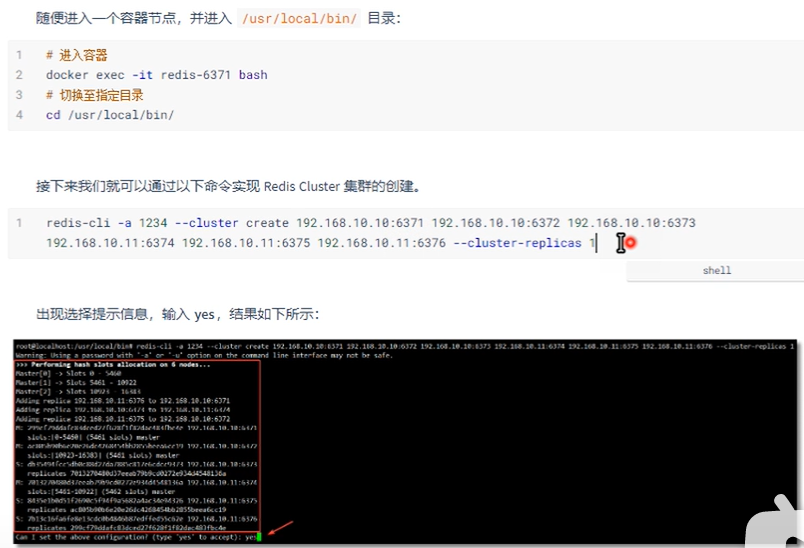 随便进入一个容器节点，并进入 /usr/local/bin/ 目录：
1 # 进入容器
2 docker exec -it redis-6371 bash
3 # 切换至指定目录
4 cd /usr/local/bin/
接下来我们就可以通过以下命令实现 Redis Cluster 集群的创建。
1 redis-cli -a 1234 --cluster create 192.168.10.10:6371 192.168.10.10:6372 192.168.10.10:6373
192.168.10.11:6374 192.168.10.11:6375 192.168.10.11:6376 --cluster-replicas 1
shell
出现选择提示信息，输入 yes，结果如下所示：
root@localhost:/usr/local/bin# redis-cli -a 1234 --cluster create 192.168.10.10:6371 192.168.10.10:6372 192.168.10.10:6373 192.168.10.11:6374 192.168.10.11:6375 192.168.10.11:6376 --cluster-replicas 1
Warning: Using a password with '-a' or '-u' option on the command line interface may not be safe.
>>> Performing hash slots allocation on 6 nodes...
Master[0] -> Slots 0 - 5460
Master[1] -> Slots 5461 - 10922
Master[2] -> Slots 10923 - 16383
Adding replica 192.168.10.11:6376 to 192.168.10.10:6371
Adding replica 192.168.10.10:6373 to 192.168.10.11:6374
Adding replica 192.168.10.11:6375 to 192.168.10.10:6372
M: 192.168.10.10:6371
slots:[0-5460] (5461 slots) master
M: 192.168.10.10:6372
slots:[10923-16383] (5461 slots) master
S: 192.168.10.10:6373
replicates 7013270480d37eeab79b9cd0272e934d4548136a
M: 7013270480d37eeab79b9cd0272e934d4548136a 192.168.10.11:6374
slots:[5461-10922] (5462 slots) master
S: 192.168.10.11:6375
replicates
S: 192.168.10.11:6376
replicates
Can I set the above configuration? (type 'yes' to accept): yes